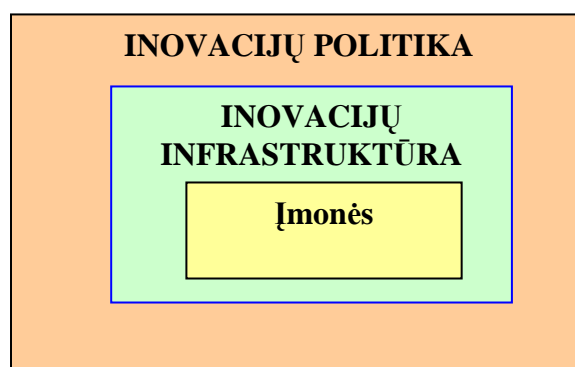 INOVACIJŲ POLITIKA
INOVACIJŲ
INFRASTRUKTŪRA
Įmonės